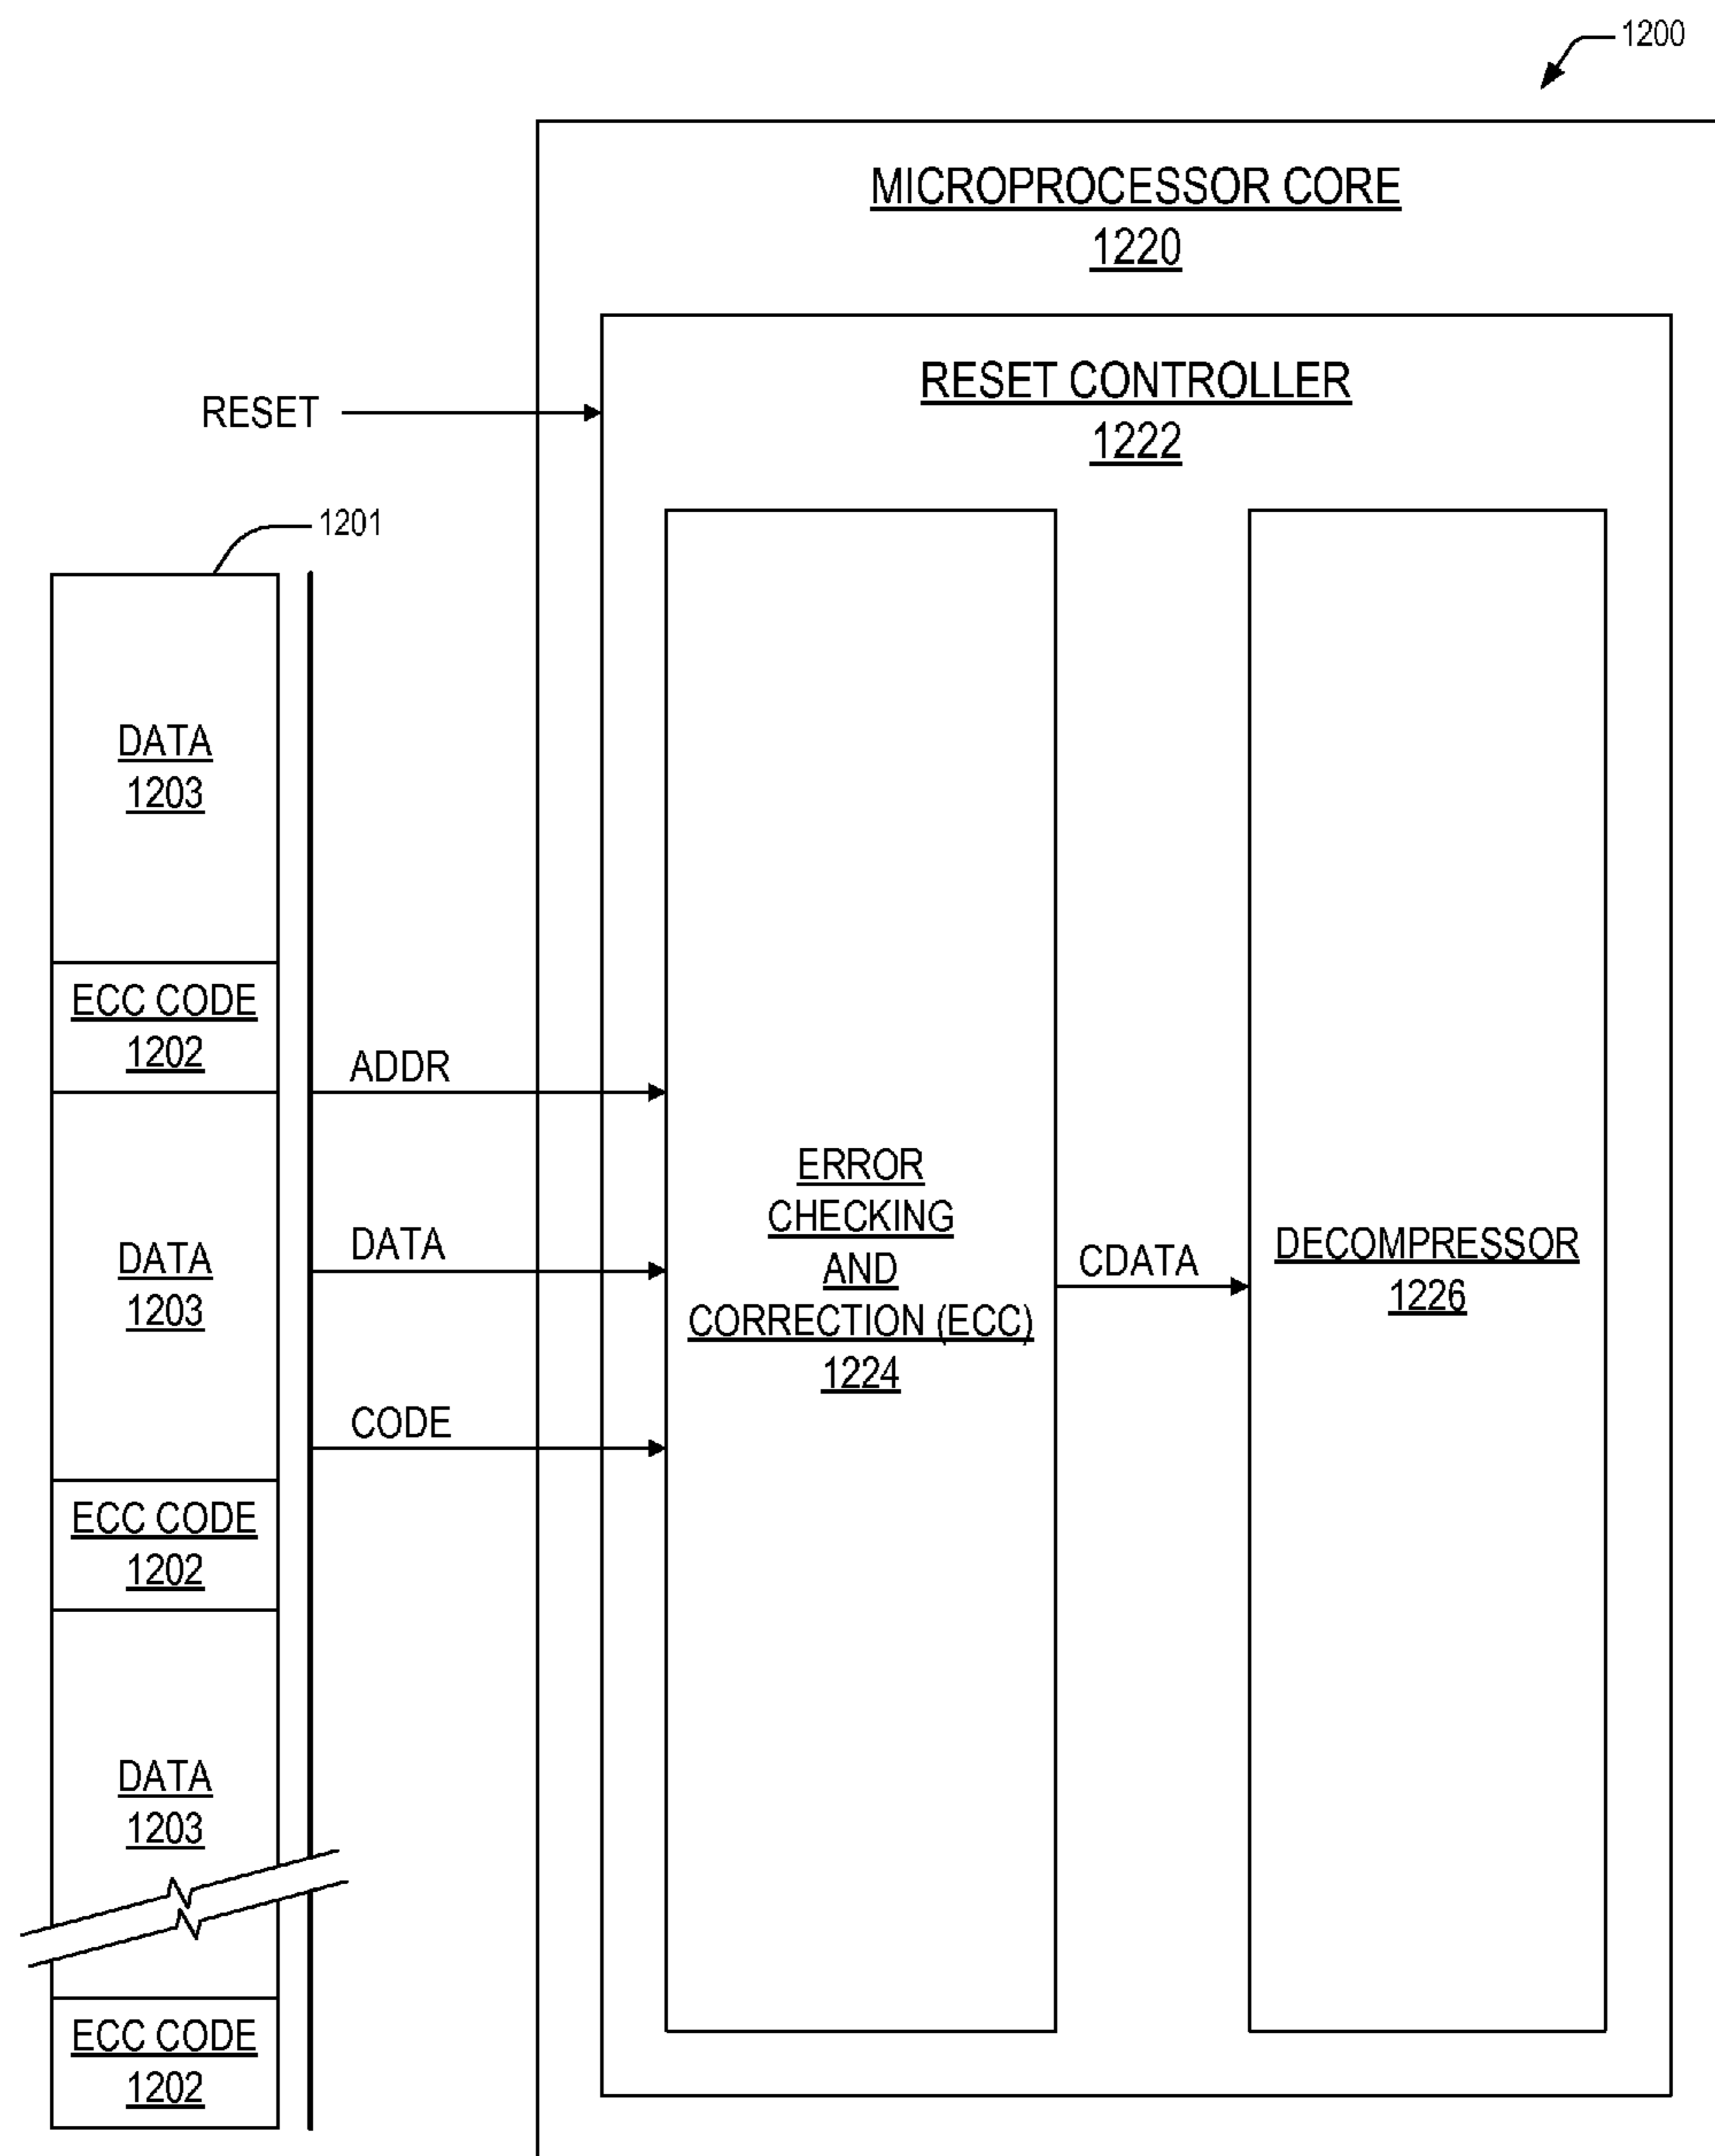 1200
MICROPROCESSOR CORE
1220
RESET CONTROLLER
1222
RESET
1201
DATA
1203
ECC CODE
1202
DATA
1203
ECC CODE
1202
DATA
1203
ECC CODE
1202
ADDR
DATA
CODE
ERROR
CHECKING
AND
CORRECTION (ECC)
1224
CDATA
DECOMPRESSOR
1226